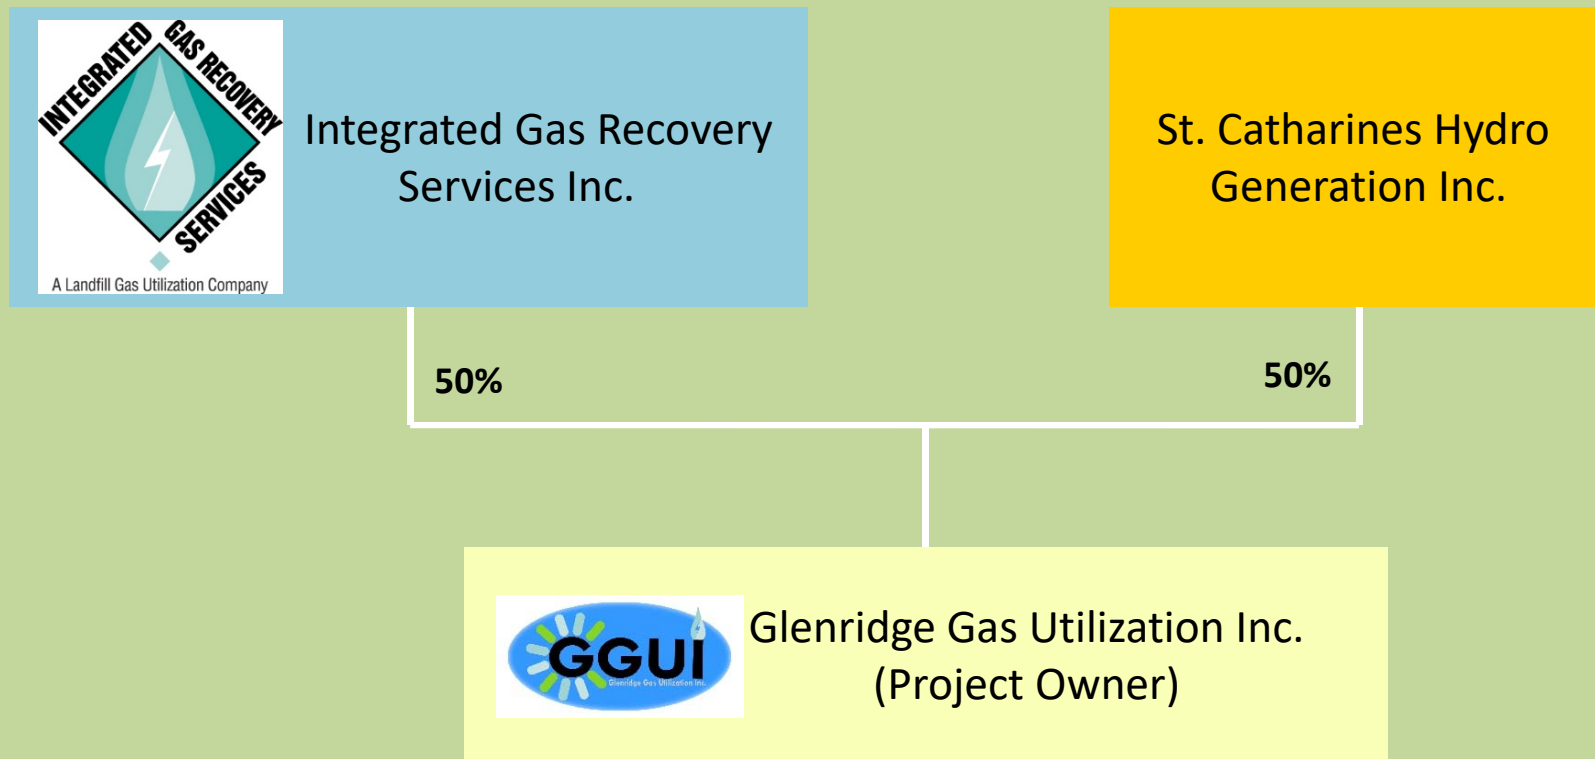 INTEGRATED
GAS RECOVERY
SERVICES
A Landfill Gas Utilization Company
Integrated Gas Recovery
Services Inc.
St. Catharines Hydro
Generation Inc.
50%
50%
GGUI
Glenridge Gas Utilization Inc.
Glenridge Gas Utilization Inc.
(Project Owner)